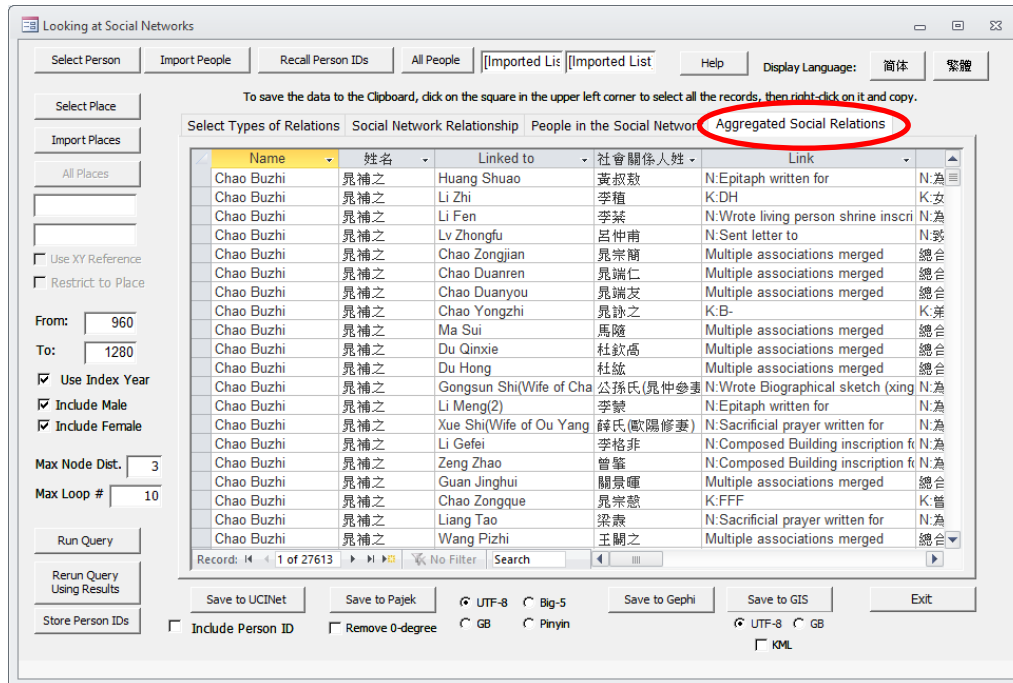 Looking at Social Networks
Select Person Import People Recall Person IDs All People [Imported Lis [Imported List Help Display Language: 简体 繁體
Select Place
Import Places
All Places
Use XY Reference
Restrict to Place
From: 960
To: 1280
Use Index Year
Include Male
Include Female
Max Node Dist. 3
Max Loop # 10
Run Query
Rerun Query
Using Results
Store Person IDs
To save the data to the Clipboard, click on the square in the upper left corner to select all the records, then right-click on it and copy.
Select Types of Relations Social Network Relationship People in the Social Network Aggregated Social Relations
Name 姓名 Linked to 社會關係人姓 Link
Chao Buzhi 晁補之 Huang Shuao 黃叔敖 N:Epitaph written for N:為
Chao Buzhi 晁補之 Li Zhi 李稙 K:DH K:女
Chao Buzhi 晁補之 Li Fen N:Wrote living person shrine inscri N:為
Chao Buzhi 晁補之 Lv Zhongfu 呂仲甫 N:Sent letter to N:致
Chao Buzhi 晁補之 Chao Zongjian 晁宗簡 Multiple associations merged 總合
Chao Buzhi 晁補之 Chao Duanren 晁端仁 Multiple associations merged 總合
Chao Buzhi 晁補之 Chao Duanyou 晁端友 Multiple associations merged 總合
Chao Buzhi 晁補之 Chao Yongzhi 晁詠之 K:B- K:弟
Chao Buzhi 晁補之 Ma Sui 馬隨 Multiple associations merged 總合
Chao Buzhi 晁補之 Du Qinxie Multiple associations merged 總合
Chao Buzhi 晁補之 Du Hong 杜紘 Multiple associations merged 總合
Chao Buzhi 晁補之 Gongsun Shi(Wife of Cha 公孫氏(晁仲參妻 N:Wrote Biographical sketch (xing N:為
Chao Buzhi 晁補之 Li Meng(2) N:Epitaph written for N:為
Chao Buzhi 晁補之 Xue Shi(Wife of Ou Yang 薛氏(歐陽修妻) N:Sacrificial prayer written for N:為
Chao Buzhi 晁補之 Li Gefei 李格非 N:Composed Building inscription fo N:為
Chao Buzhi 晁補之 Zeng Zhao 曾肇 N:Composed Building inscription fo N:為
Chao Buzhi 晁補之 Guan Jinghui 關景暉 Multiple associations merged 總合
Chao Buzhi 晁補之 Chao Zongque 晁宗愨 K:FFF K:曾
Chao Buzhi 晁補之 Liang Tao 梁燾 N:Sacrificial prayer written for N:為
Chao Buzhi 晁補之 Wang Pizhi 王闢之 Multiple associations merged 總合
Record: 1 of 27613 No Filter Search
Save to UCINet Save to Pajek UTF-8 Big-5 Save to Gephi Save to GIS Exit
Include Person ID Remove 0-degree GB Pinyin UTF-8 GB
KML